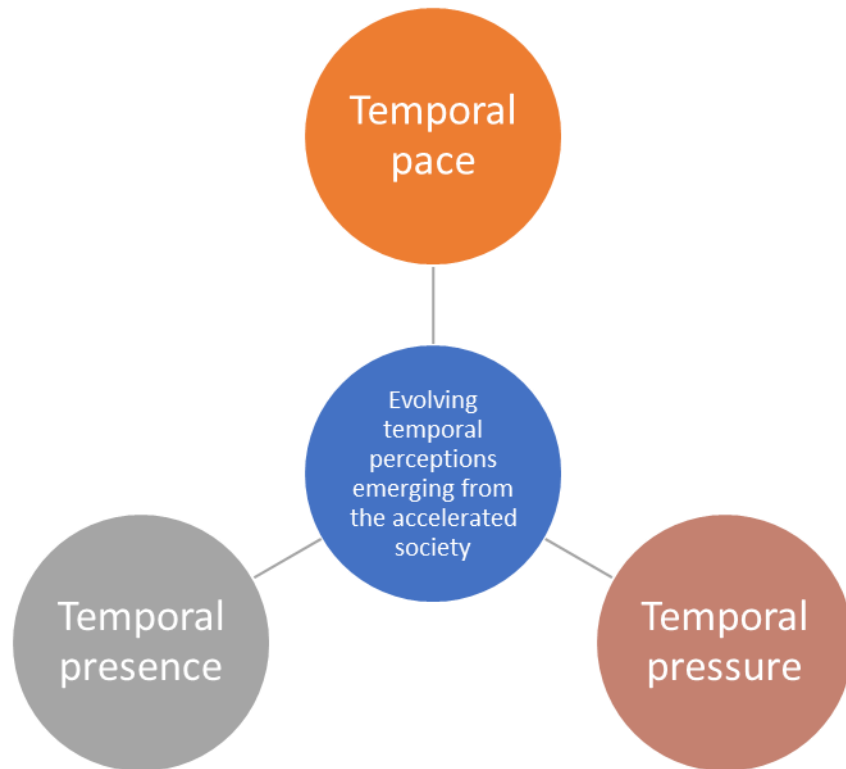 Temporal
pace
Evolving
temporal
perceptions
emerging from
the accelerated
society
Temporal
presence
Temporal
pressure